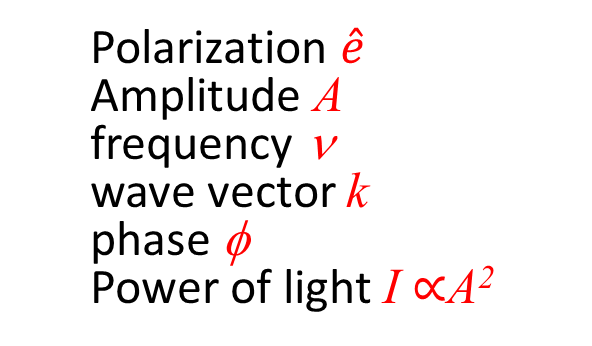 Polarization ê
Amplitude A
frequency ν
wave vector k
phase ϕ
Power of light I ∝A²